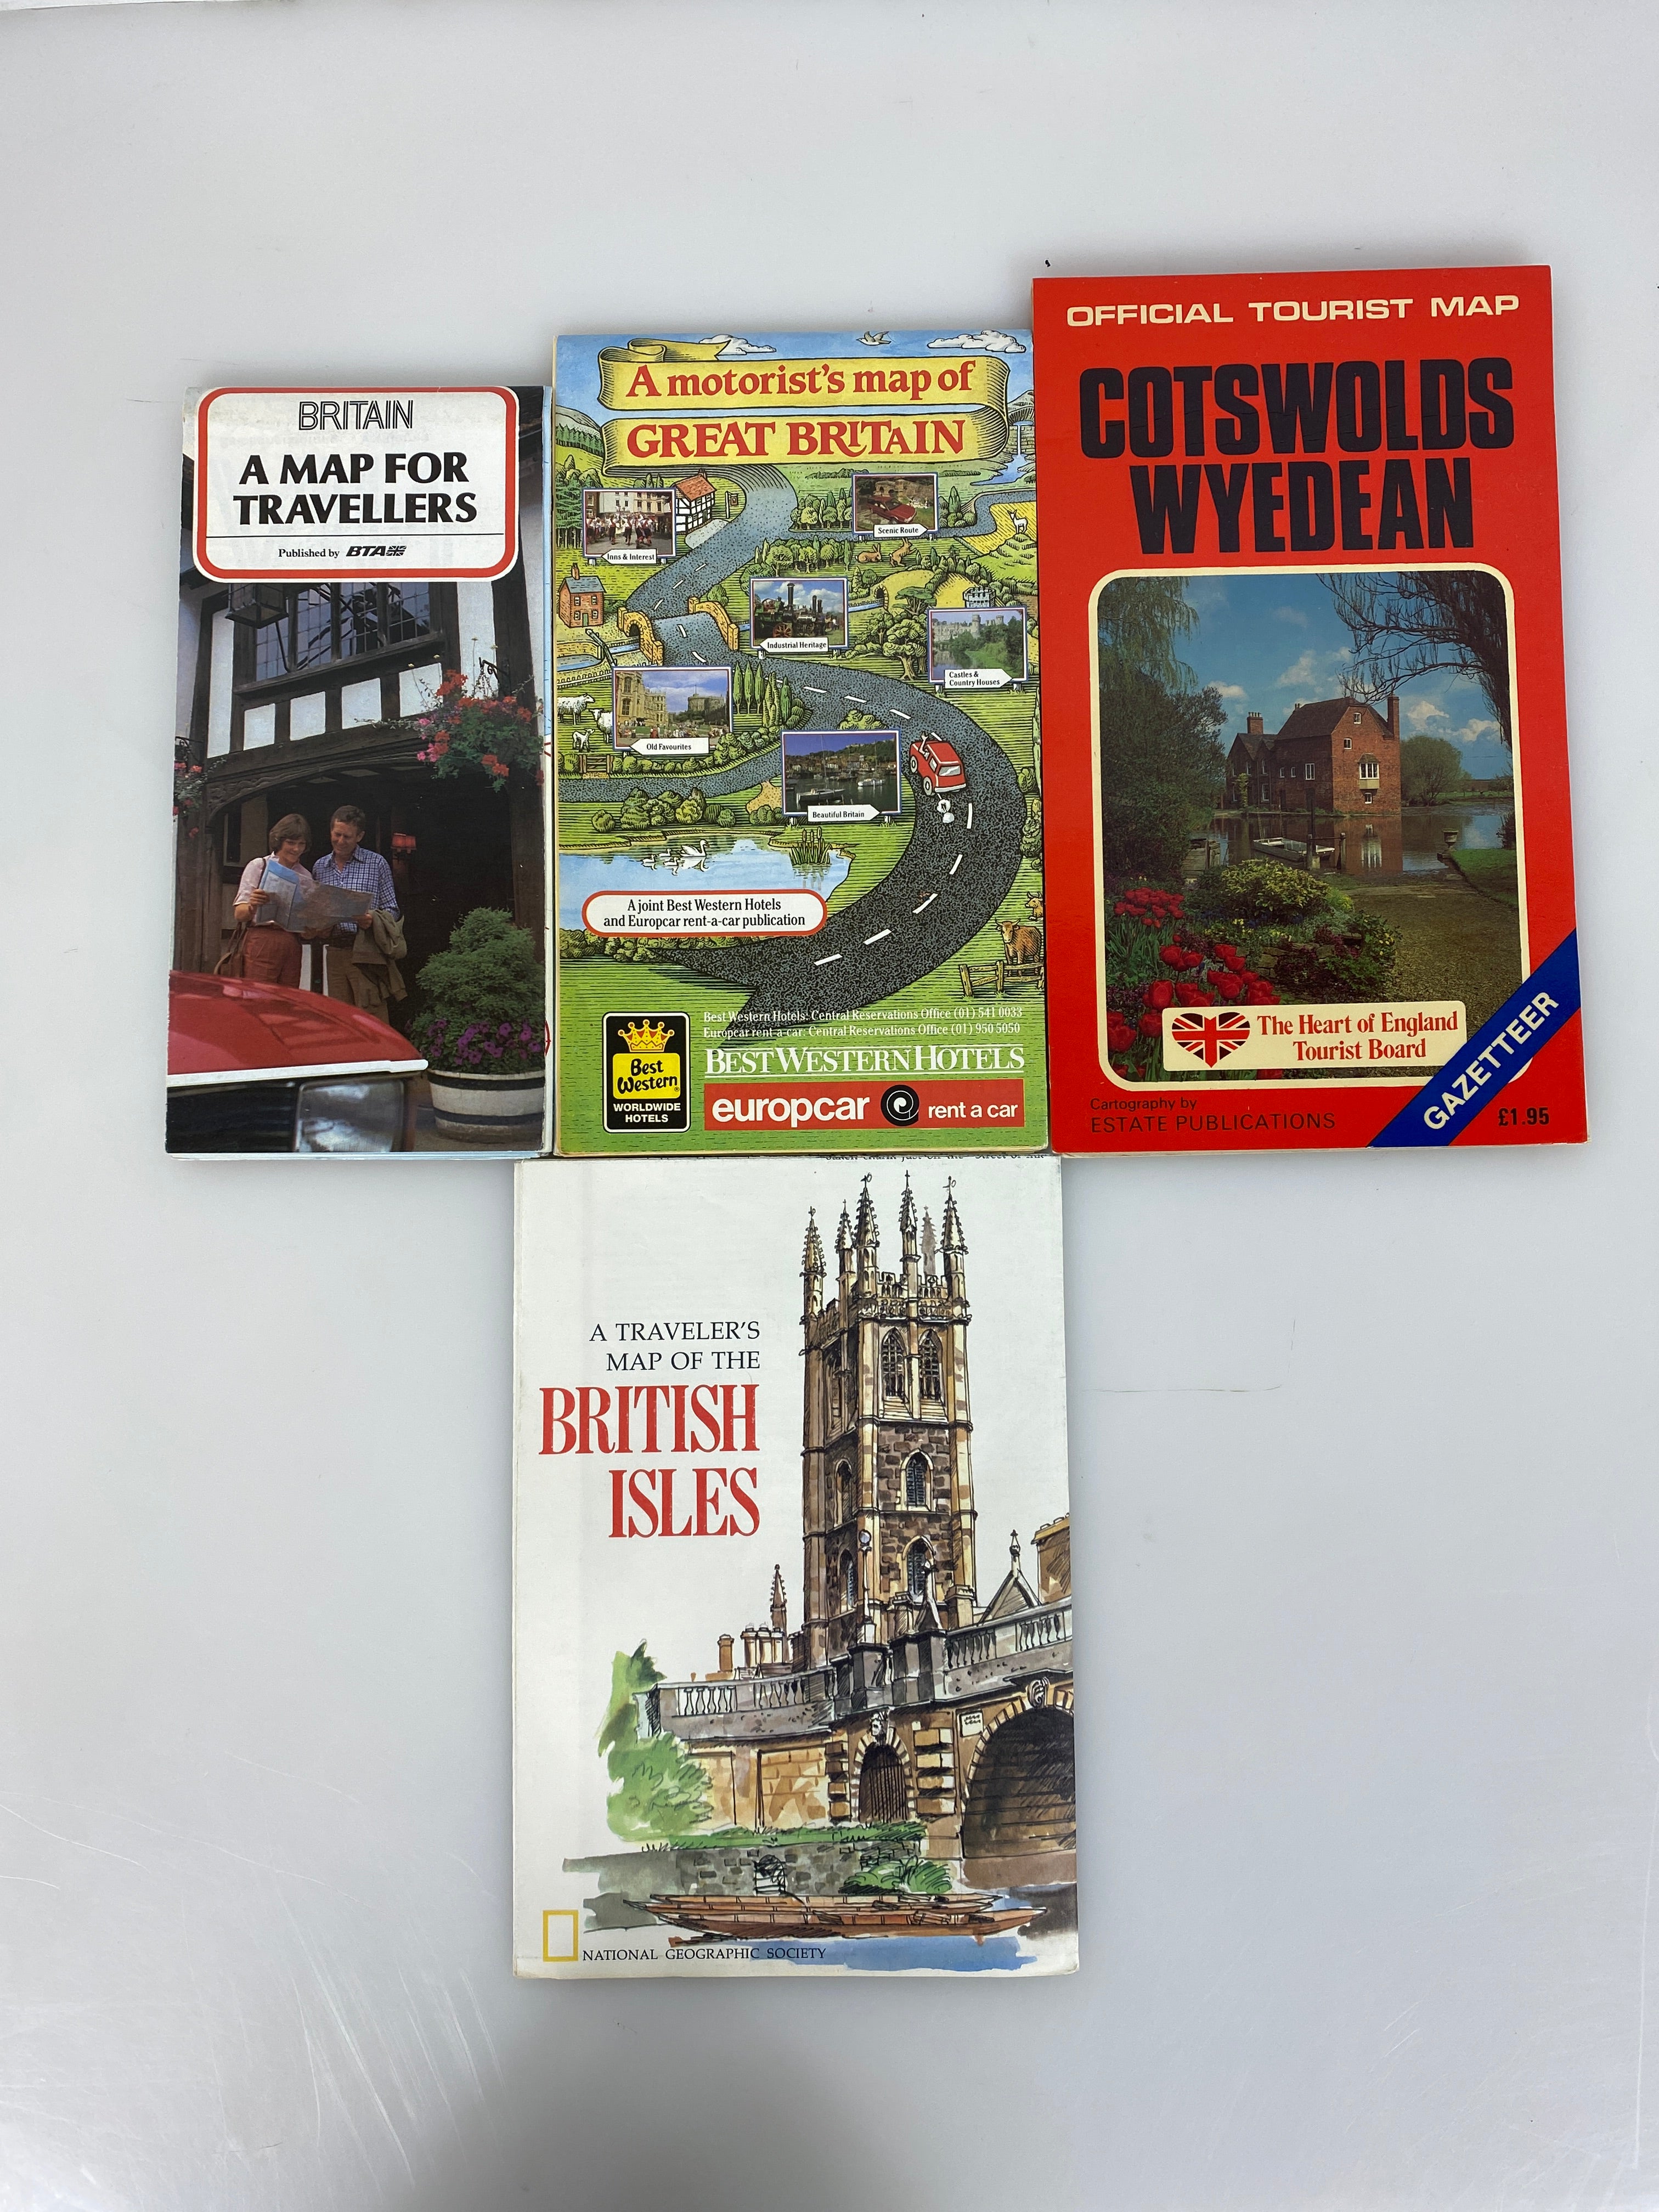 BRITAIN
A MAP FOR
TRAVELLERS
Published by BTA
A motorist's map of
GREAT BRITAIN
Inns & Interest
Scenic Route
Industrial Heritage
Castles &
Country Houses
Old Favourites
Beautiful Britain
A joint Best Western Hotels
and Europcar rent-a-car publication
Best Western Hotels: Central Reservations Office (01) 541 0033
Europcar rent-a-car: Central Reservations Office (01) 950 5050
Best
Western®
WORLDWIDE
HOTELS
BEST WESTERN HOTELS
europcar e rent a car
OFFICIAL TOURIST MAP
COTSWOLDS
WYEDEAN
The Heart of England
Tourist Board
GAZETTEER
Cartography by
ESTATE PUBLICATIONS
£1.95
just off the
A TRAVELER'S
MAP OF THE
BRITISH
ISLES
NATIONAL GEOGRAPHIC SOCIETY